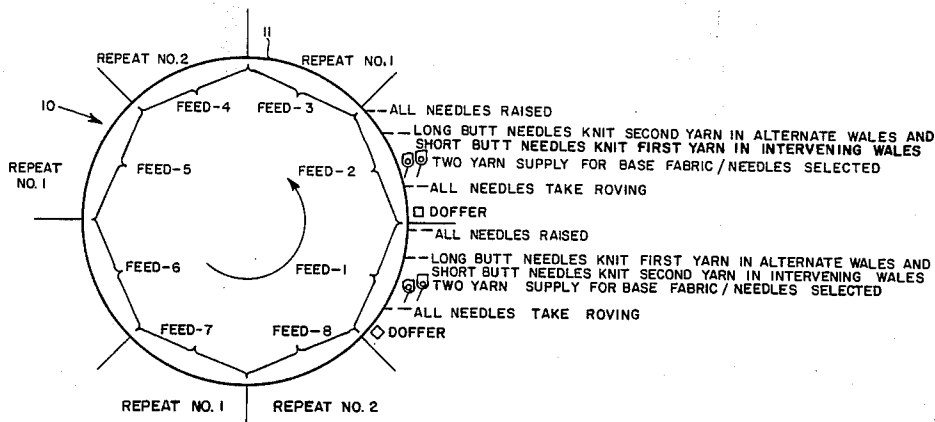 11
REPEAT NO.2
REPEAT NO.1
10
FEED-4
FEED-3
ALL NEEDLES RAISED
LONG BUTT NEEDLES KNIT SECOND YARN IN ALTERNATE WALES AND
SHORT BUTT NEEDLES KNIT FIRST YARN IN INTERVENING WALES
TWO YARN SUPPLY FOR BASE FABRIC/NEEDLES SELECTED
REPEAT
NO.1
FEED-5
FEED-2
ALL NEEDLES TAKE ROVING
DOFFER
ALL NEEDLES RAISED
LONG BUTT NEEDLES KNIT FIRST YARN IN ALTERNATE WALES AND
SHORT BUTT NEEDLES KNIT SECOND YARN IN INTERVENING WALES
TWO YARN SUPPLY FOR BASE FABRIC/NEEDLES SELECTED
FEED-6
FEED-1
ALL NEEDLES TAKE ROVING
FEED-7
FEED-8
DOFFER
REPEAT NO.1
REPEAT NO.2